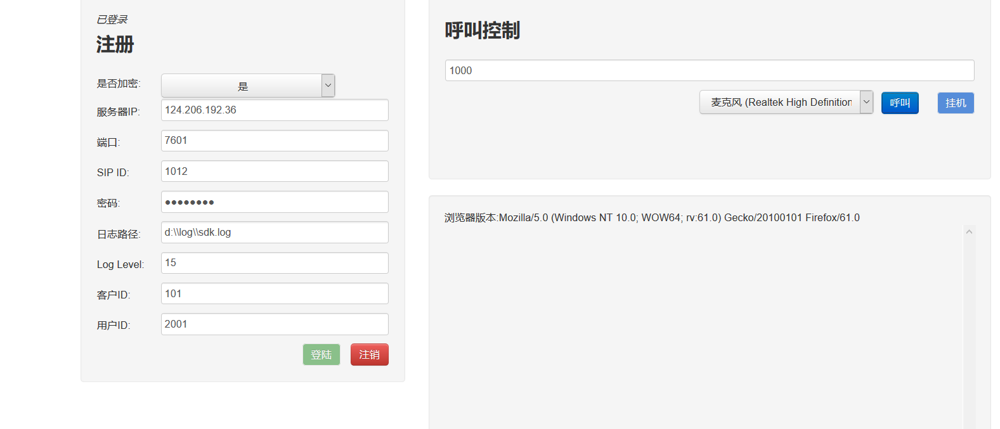 已登录
注册
是否加密:
是
服务器IP:
124.206.192.36
端口:
7601
SIP ID:
1012
密码:
●●●●●●●●
日志路径:
d:\\log\\sdk.log
Log Level:
15
客户ID:
101
用户ID:
2001
登陆
注销
呼叫控制
1000
麦克风 (Realtek High Definition
呼叫
挂机
浏览器版本:Mozilla/5.0 (Windows NT 10.0; WOW64; rv:61.0) Gecko/20100101 Firefox/61.0